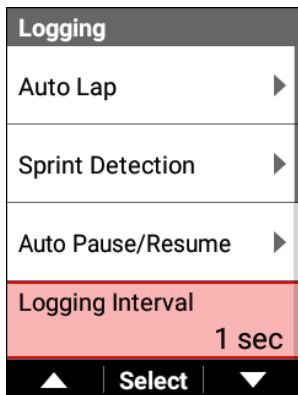 Logging
Auto Lap
Sprint Detection
Auto Pause/Resume
Logging Interval
1 sec
Select